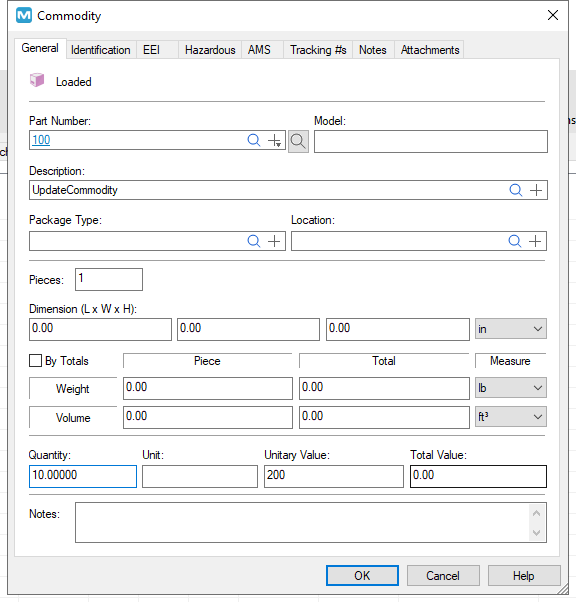 Commodity
General Identification EEI Hazardous AMS Tracking #s Notes Attachments
Loaded
Part Number: Model:
100
Description:
UpdateCommodity
Package Type: Location:
Pieces: 1
Dimension (L x W x H):
0.00 0.00 0.00 in
By Totals Piece Total Measure
Weight 0.00 0.00 lb
Volume 0.00 0.00 ft³
Quantity: Unit: Unitary Value: Total Value:
10.00000 200 0.00
Notes:
OK Cancel Help